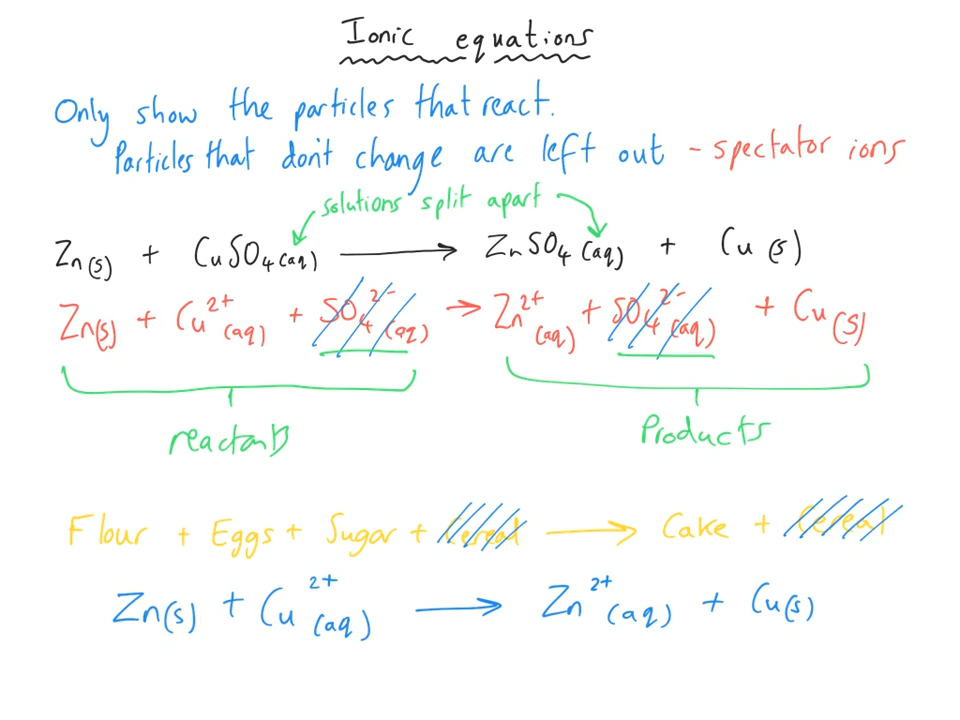 Ionic equations
Only show the particles that react.
Particles that don't change are left out - spectator ions
solutions split apart
Zn(s) + CuSO4(aq) → ZnSO4(aq) + Cu(s)
Zn(s) + Cu²⁺(aq) + SO4²⁻(aq) → Zn²⁺(aq) + SO4²⁻(aq) + Cu(s)
reactants Products
Flour + Eggs + Sugar + Cereal → Cake + Cereal
Zn(s) + Cu²⁺(aq) → Zn²⁺(aq) + Cu(s)